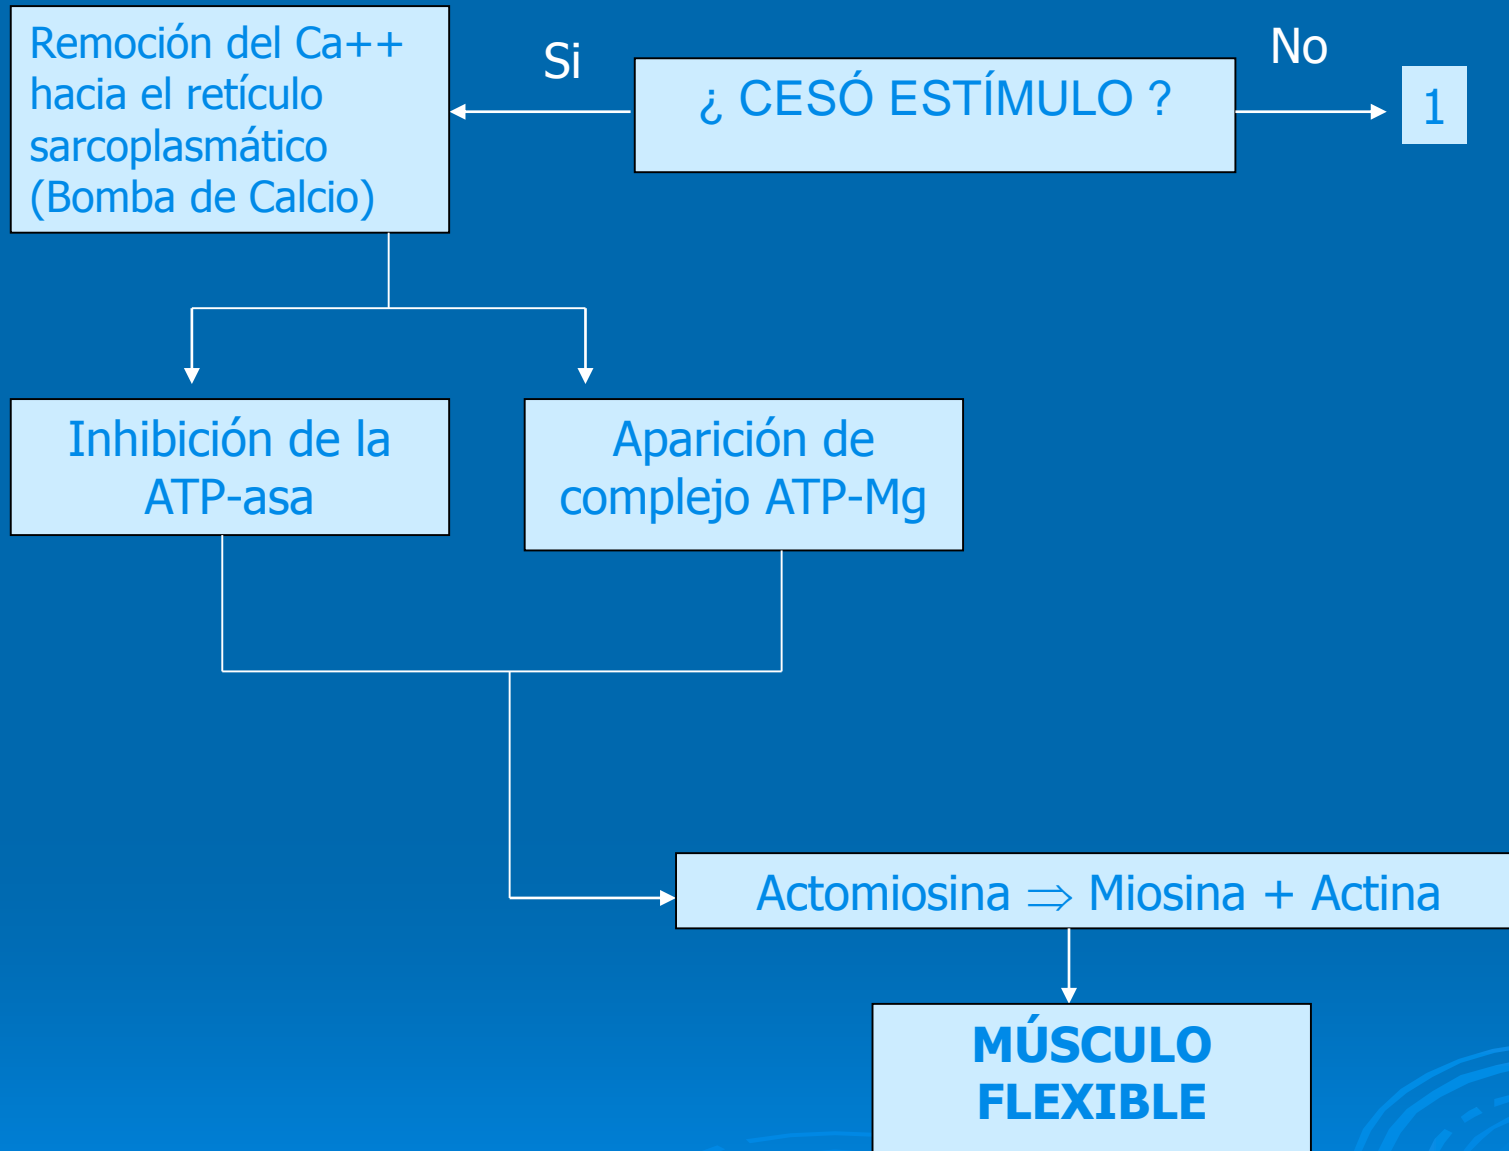 Remoción del Ca++
hacia el retículo
sarcoplasmático
(Bomba de Calcio)
Si
¿ CESÓ ESTÍMULO ?
No
1
Inhibición de la
ATP-asa
Aparición de
complejo ATP-Mg
Actomiosina ⇒ Miosina + Actina
MÚSCULO
FLEXIBLE